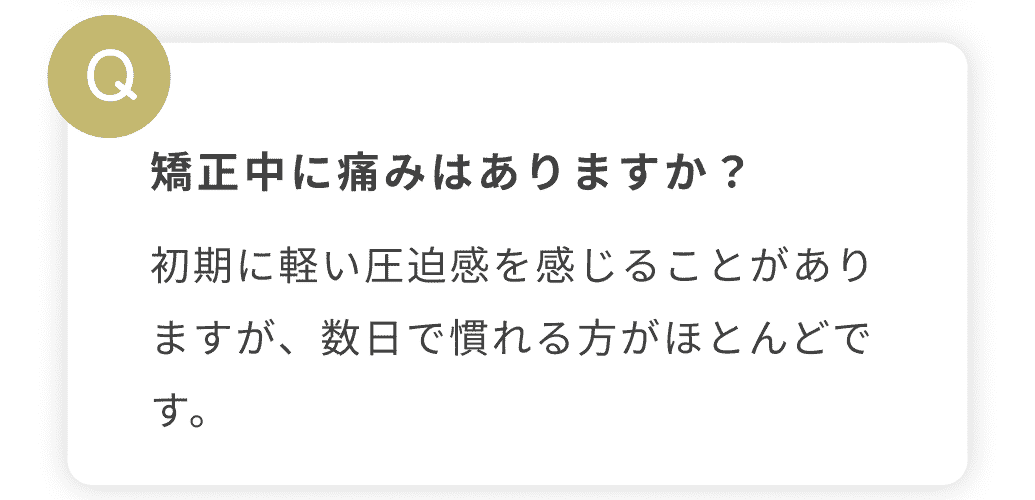 Q
矯正中に痛みはありますか？
初期に軽い圧迫感を感じることがあり
ますが、数日で慣れる方がほとんどで
す。